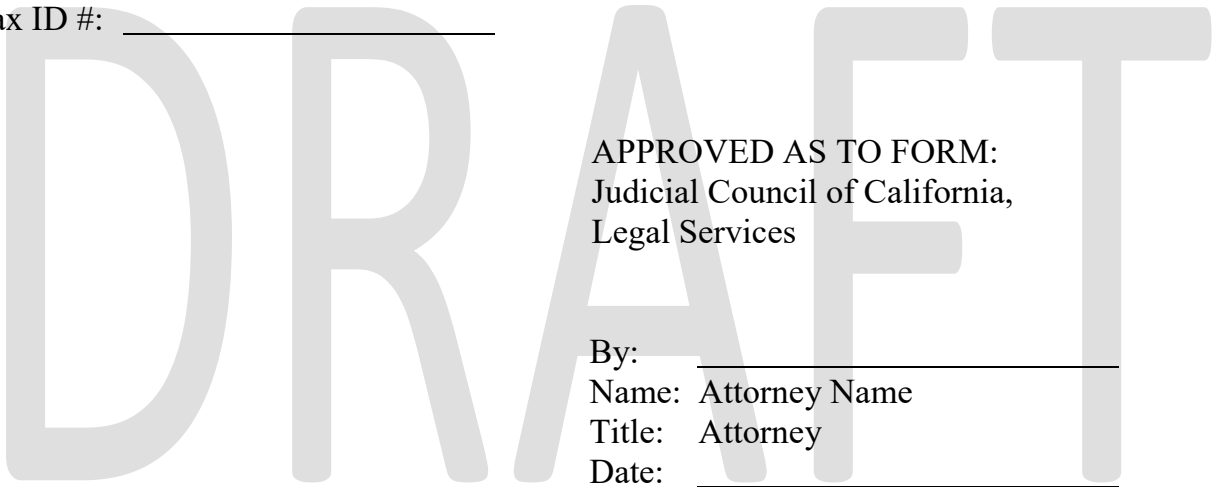 ax ID #:
APPROVED AS TO FORM:
Judicial Council of California,
Legal Services
By:
Name: Attorney Name
Title: Attorney
Date:
DRAFT